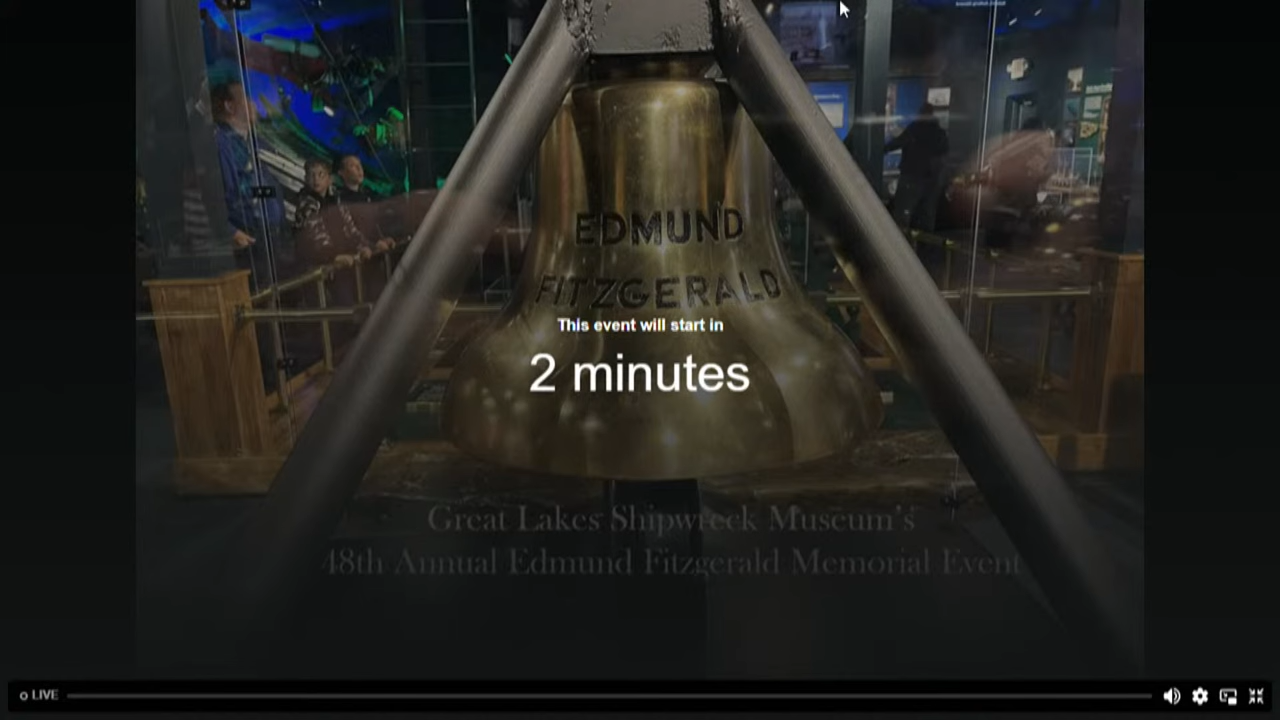 EDMUND
FITZGERALD
This event will start in
2 minutes
Great Lakes Shipwreck Museum's
48th Annual Edmund Fitzgerald Memorial Event
LIVE